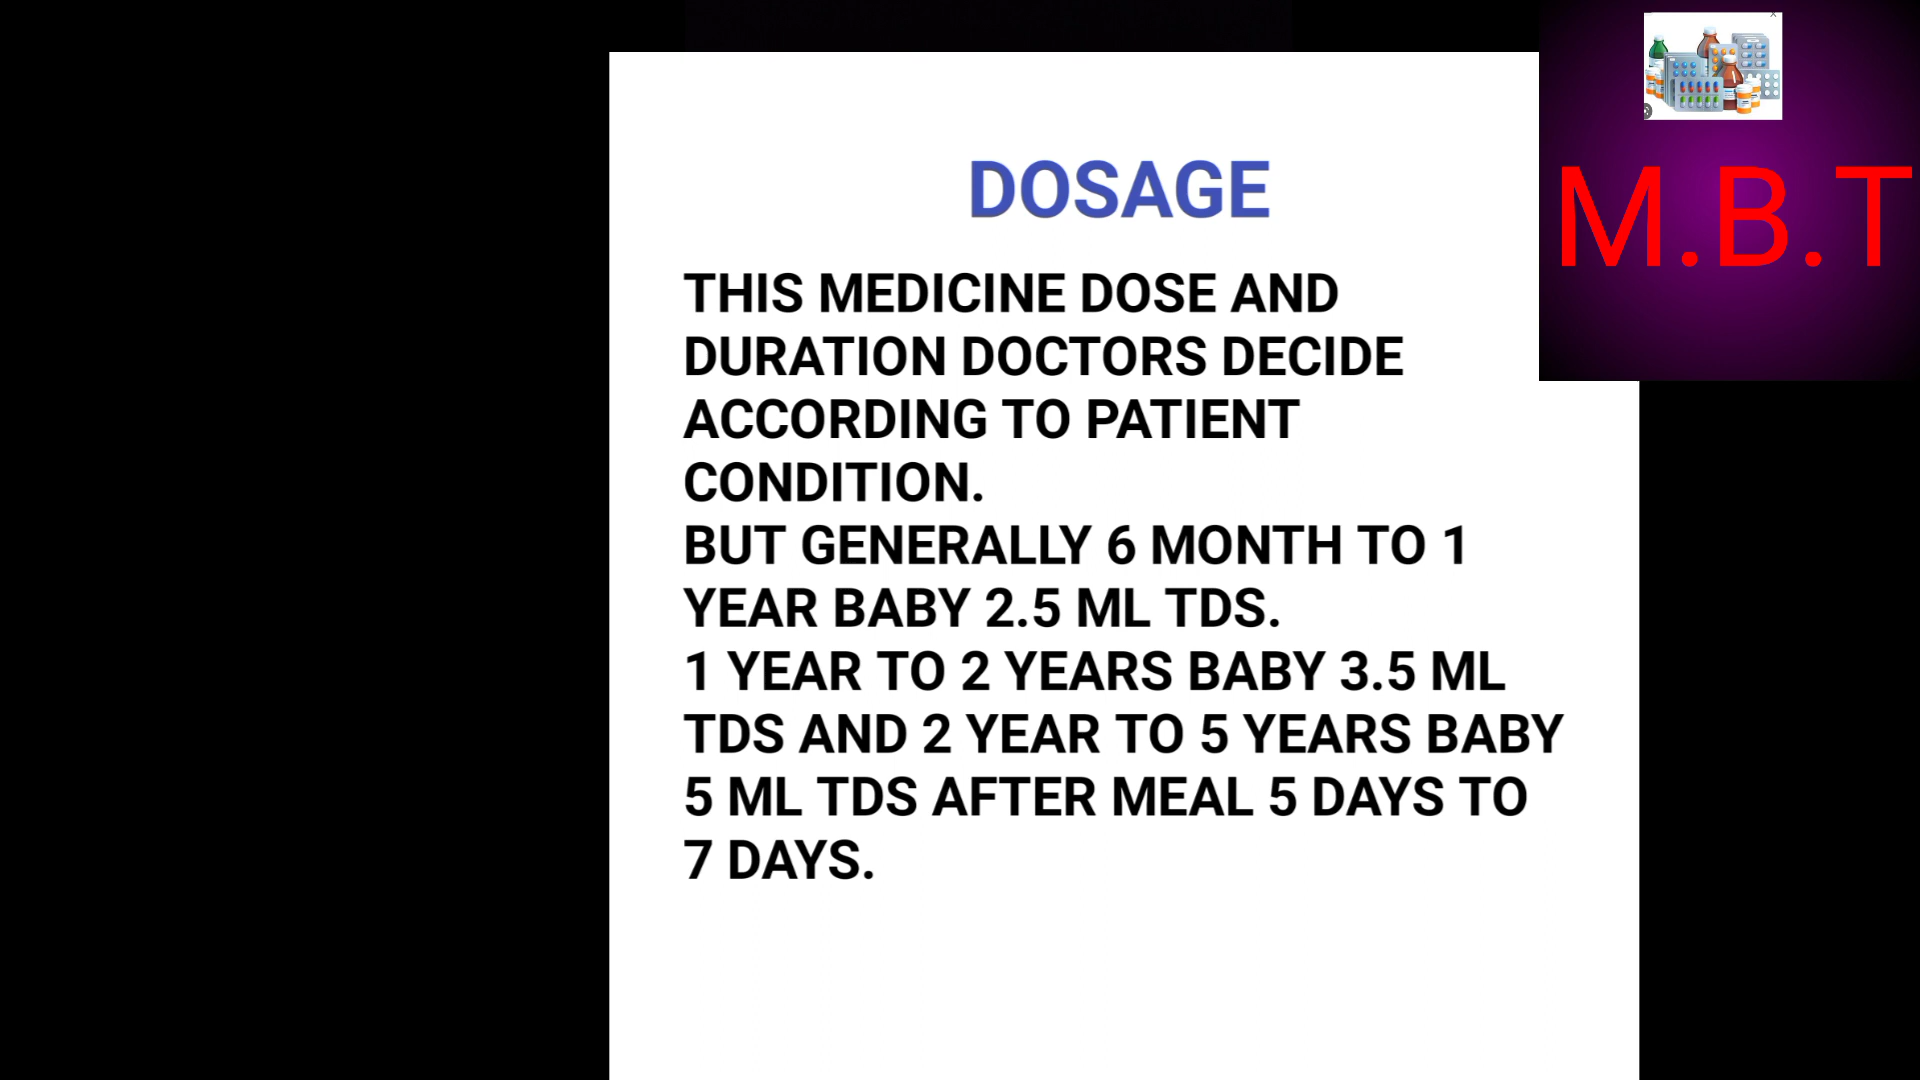 DOSAGE
THIS MEDICINE DOSE AND
DURATION DOCTORS DECIDE
ACCORDING TO PATIENT
CONDITION.
BUT GENERALLY 6 MONTH TO 1
YEAR BABY 2.5 ML TDS.
1 YEAR TO 2 YEARS BABY 3.5 ML
TDS AND 2 YEAR TO 5 YEARS BABY
5 ML TDS AFTER MEAL 5 DAYS TO
7 DAYS.
M.B.T